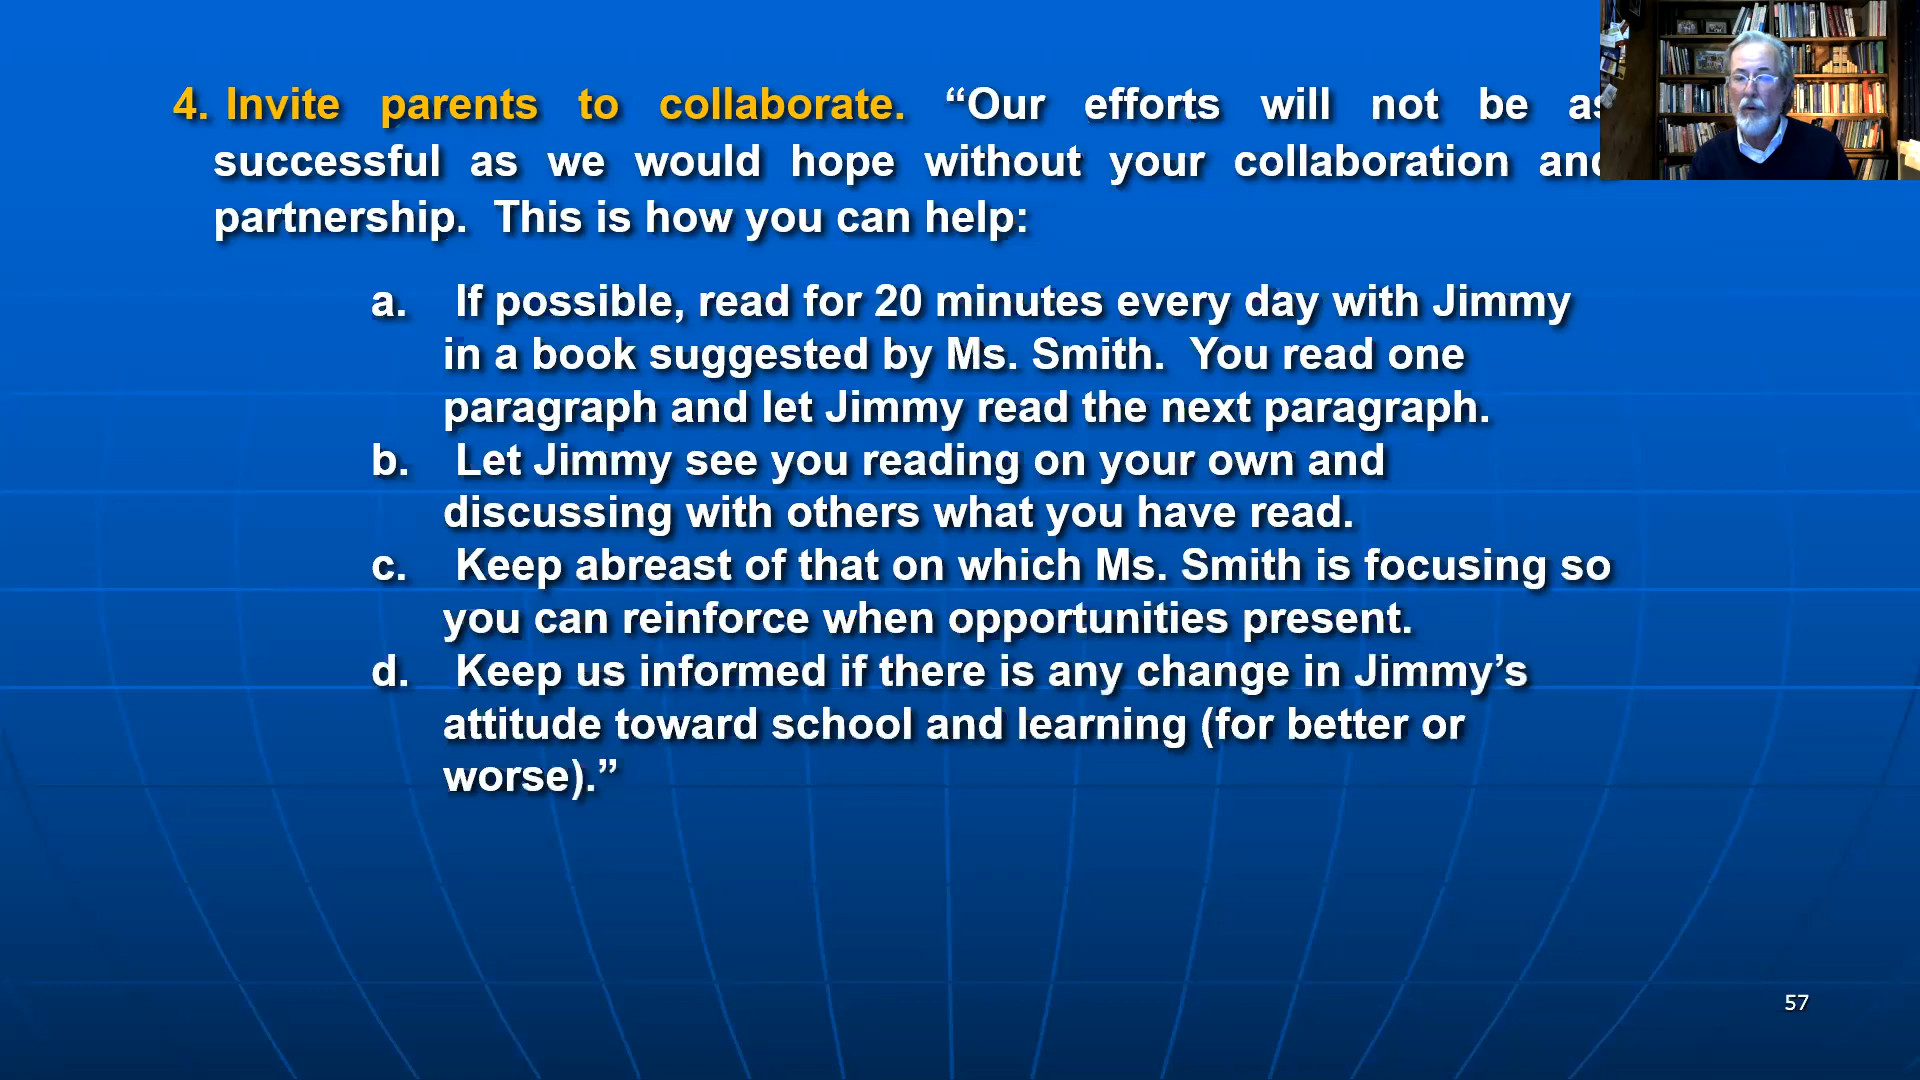 4. Invite parents to collaborate. “Our efforts will not be as
successful as we would hope without your collaboration and
partnership. This is how you can help:
a. If possible, read for 20 minutes every day with Jimmy
in a book suggested by Ms. Smith. You read one
paragraph and let Jimmy read the next paragraph.
b. Let Jimmy see you reading on your own and
discussing with others what you have read.
c. Keep abreast of that on which Ms. Smith is focusing so
you can reinforce when opportunities present.
d. Keep us informed if there is any change in Jimmy’s
attitude toward school and learning (for better or
worse).”
57